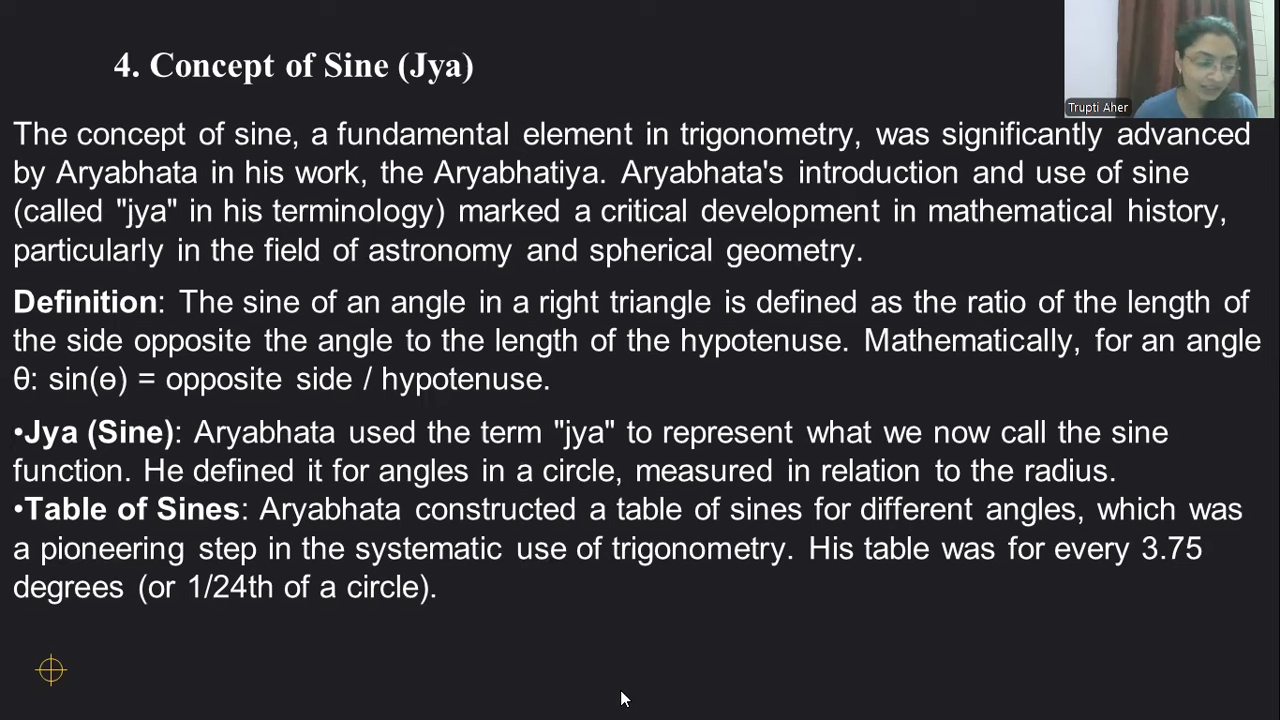 4. Concept of Sine (Jya)
Trupti Aher
The concept of sine, a fundamental element in trigonometry, was significantly advanced
by Aryabhata in his work, the Aryabhatiya. Aryabhata's introduction and use of sine
(called "jya" in his terminology) marked a critical development in mathematical history,
particularly in the field of astronomy and spherical geometry.
Definition: The sine of an angle in a right triangle is defined as the ratio of the length of
the side opposite the angle to the length of the hypotenuse. Mathematically, for an angle
θ: sin(ɵ) = opposite side / hypotenuse.
•Jya (Sine): Aryabhata used the term "jya" to represent what we now call the sine
function. He defined it for angles in a circle, measured in relation to the radius.
•Table of Sines: Aryabhata constructed a table of sines for different angles, which was
a pioneering step in the systematic use of trigonometry. His table was for every 3.75
degrees (or 1/24th of a circle).